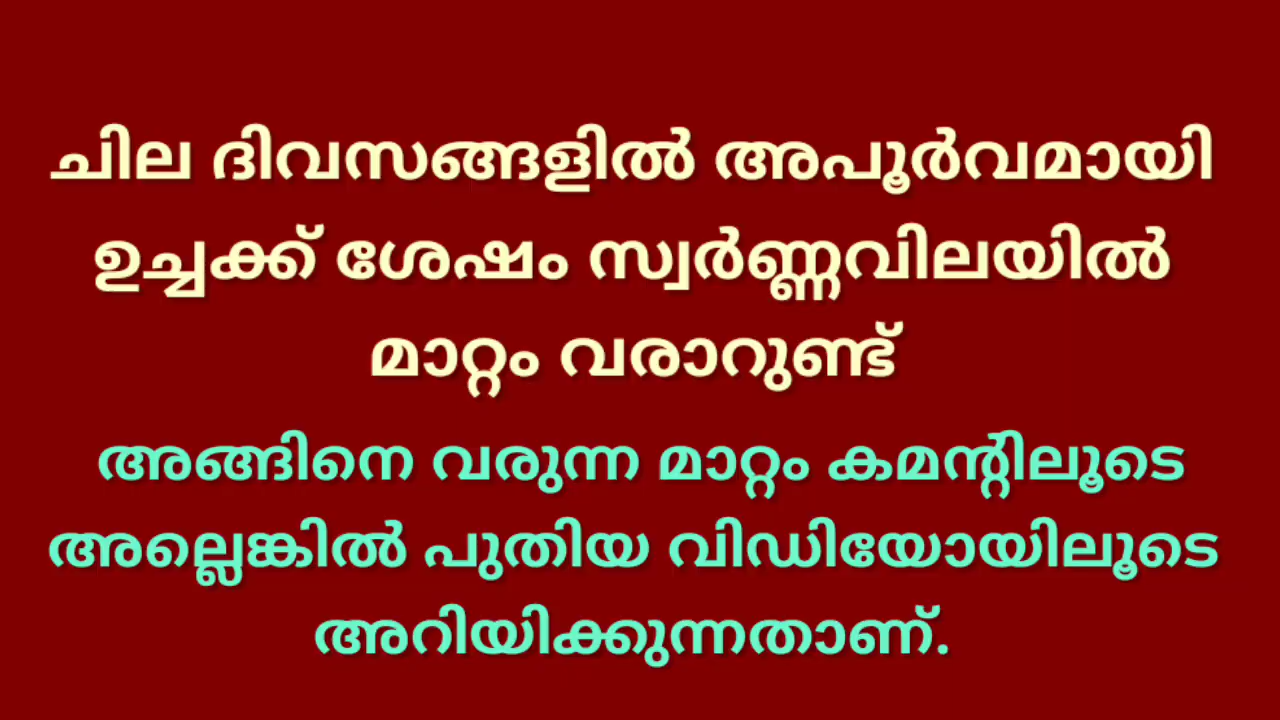 ചില ദിവസങ്ങളിൽ അപൂർവമായി
ഉച്ചക്ക് ശേഷം സ്വർണ്ണവിലയിൽ
മാറ്റം വരാറുണ്ട്
അങ്ങിനെ വരുന്ന മാറ്റം കമന്റിലൂടെ
അല്ലെങ്കിൽ പുതിയ വിഡിയോയിലൂടെ
അറിയിക്കുന്നതാണ്.